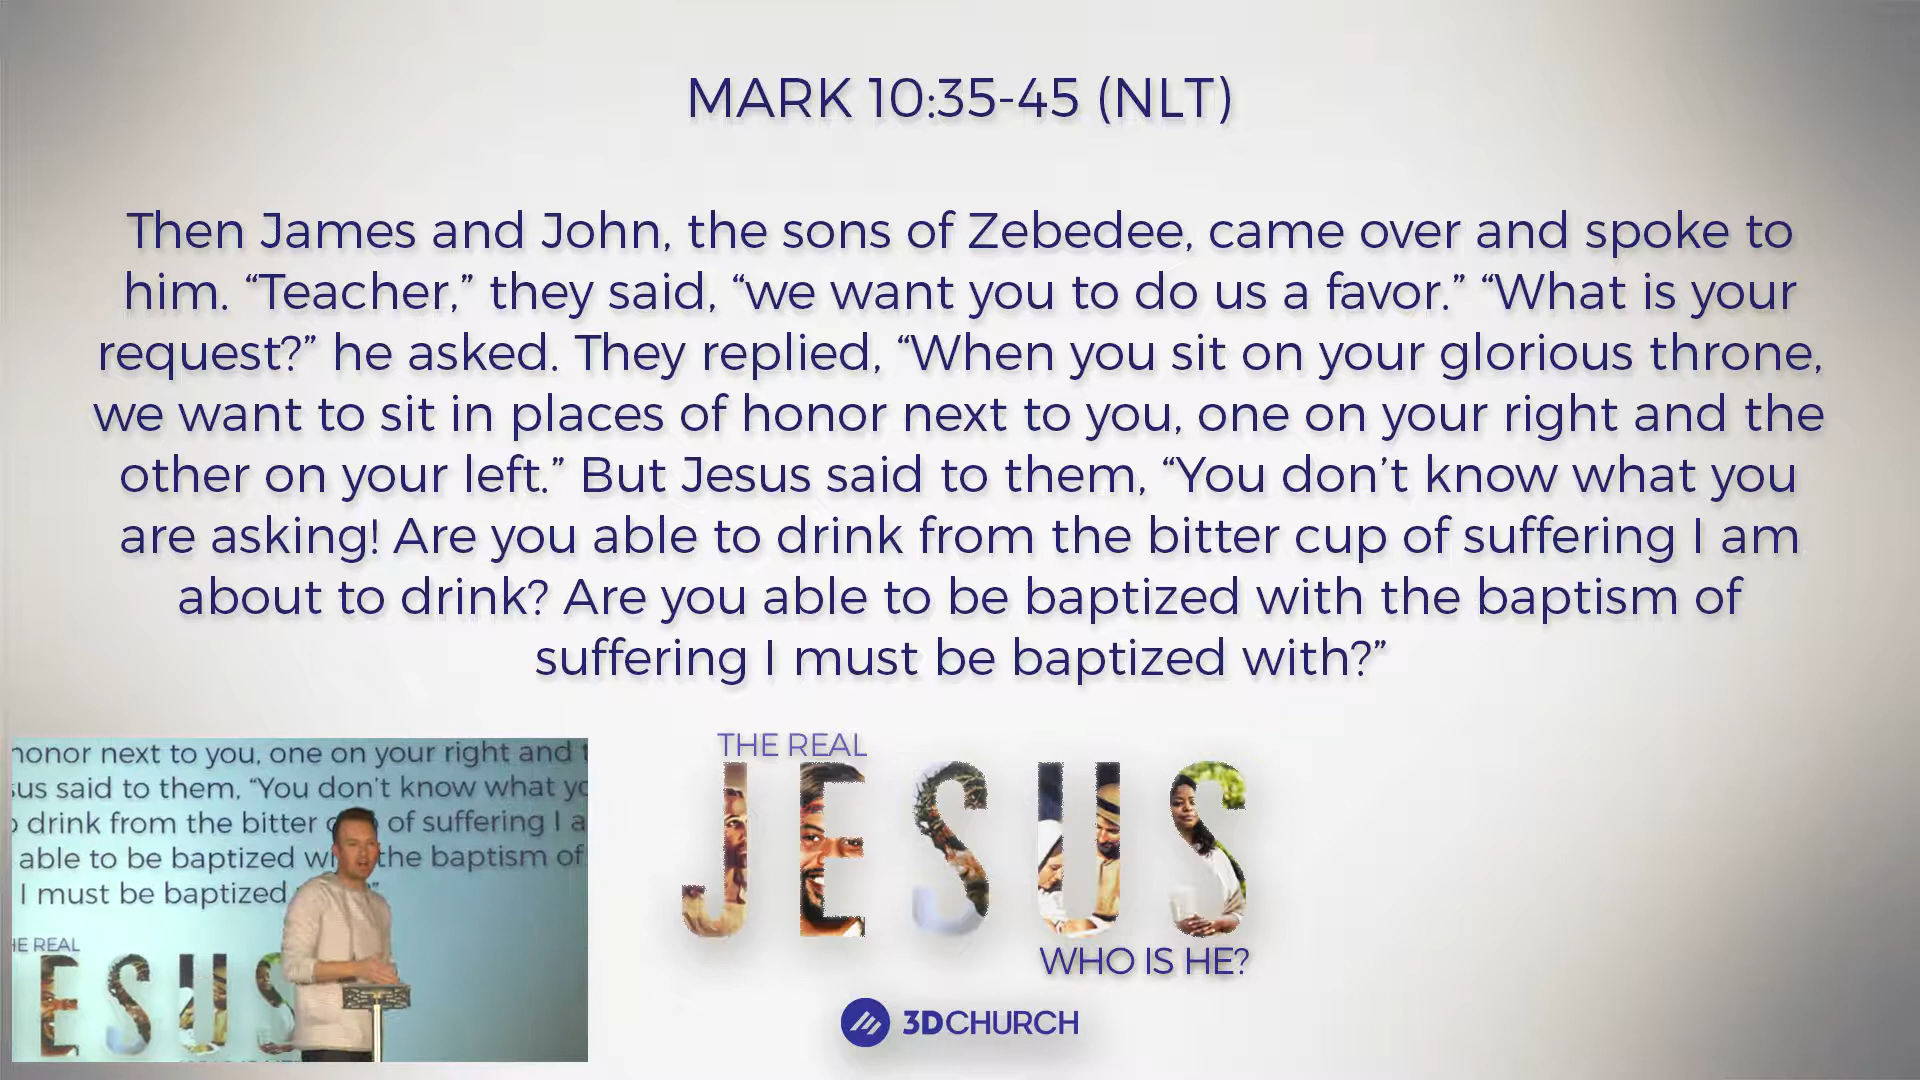 MARK 10:35-45 (NLT)
Then James and John, the sons of Zebedee, came over and spoke to
him. “Teacher,” they said, “we want you to do us a favor.” “What is your
request?” he asked. They replied, “When you sit on your glorious throne,
we want to sit in places of honor next to you, one on your right and the
other on your left.” But Jesus said to them, “You don’t know what you
are asking! Are you able to drink from the bitter cup of suffering I am
about to drink? Are you able to be baptized with the baptism of
suffering I must be baptized with?”
honor next to you, one on your right and
said to them, “You don’t know what
drink from the bitter of suffering I
able to be baptized the baptism of
I must be baptized
REAL
ESUS
THE REAL
JESUS
WHO IS HE?
3DCHURCH